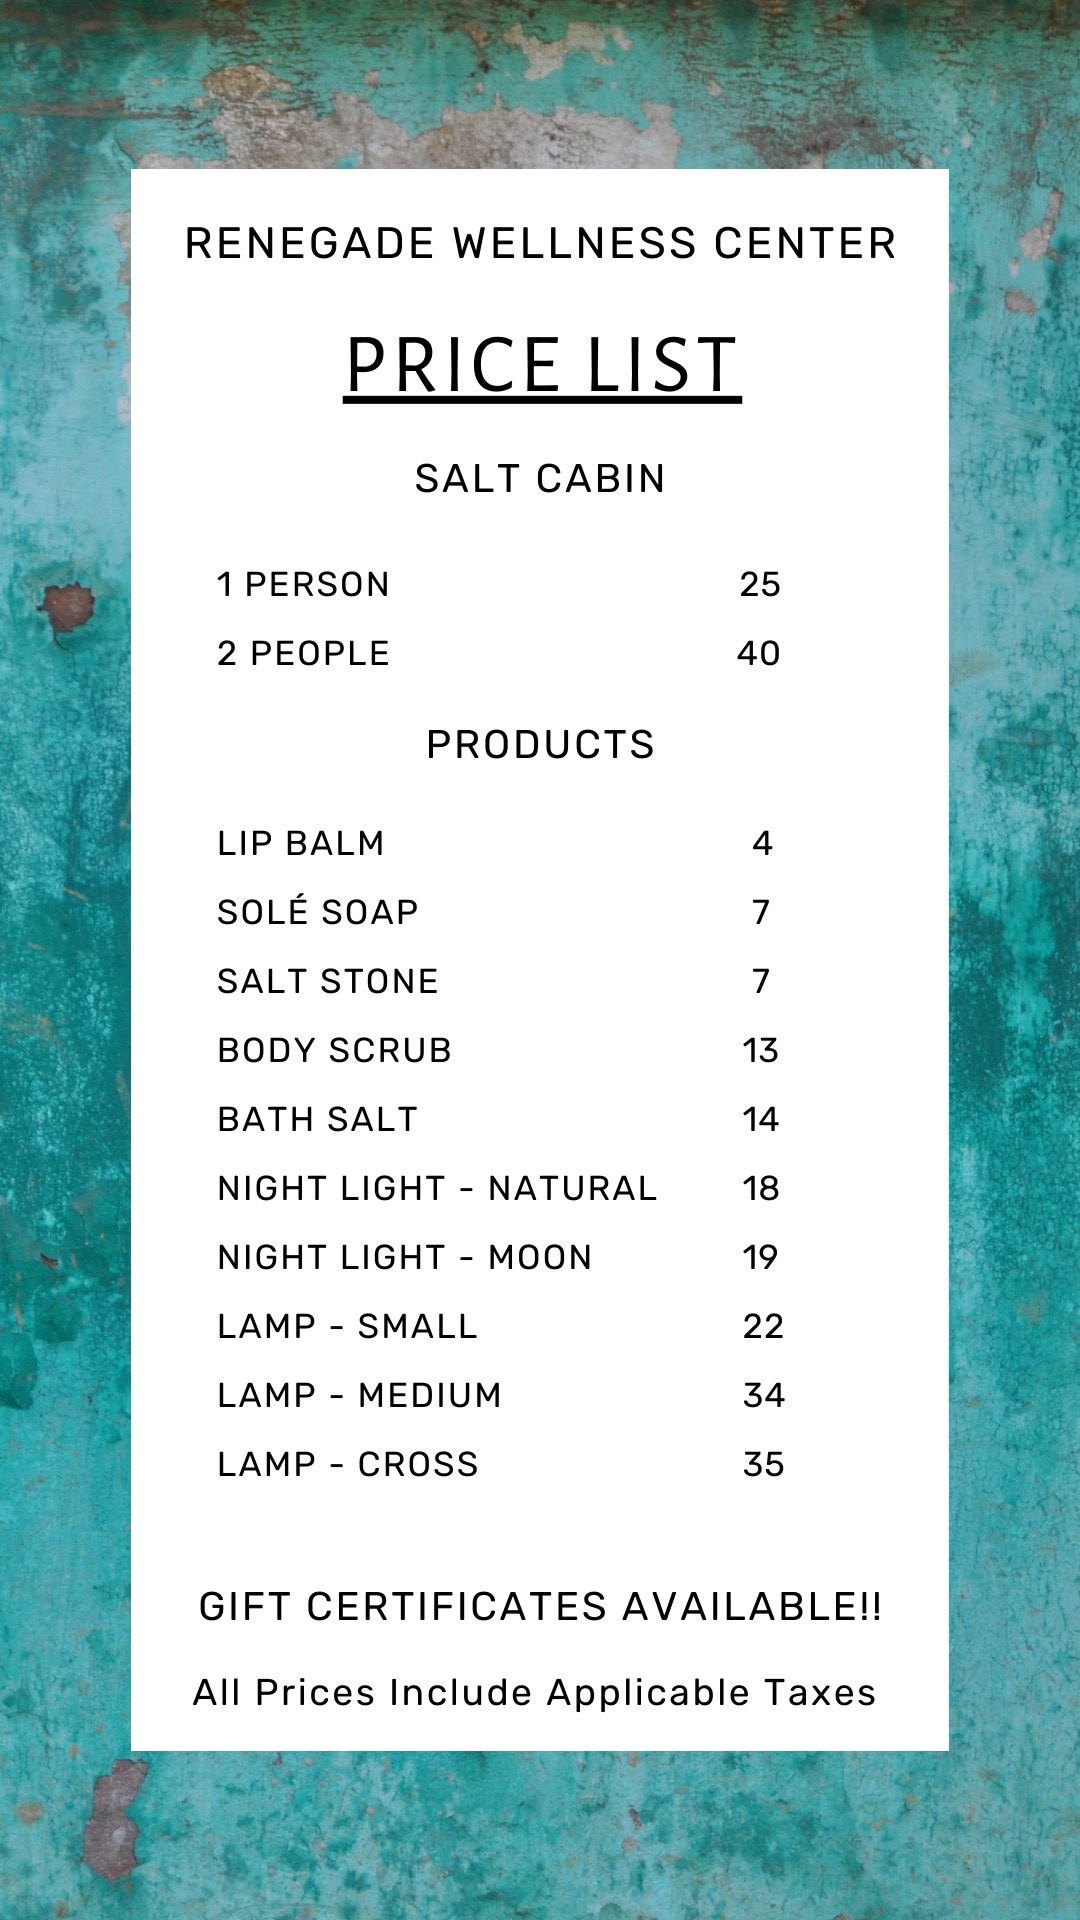 RENEGADE WELLNESS CENTER
PRICE LIST
SALT CABIN
1 PERSON 25
2 PEOPLE 40
PRODUCTS
LIP BALM 4
SOLÉ SOAP 7
SALT STONE 7
BODY SCRUB 13
BATH SALT 14
NIGHT LIGHT - NATURAL 18
NIGHT LIGHT - MOON 19
LAMP - SMALL 22
LAMP - MEDIUM 34
LAMP - CROSS 35
GIFT CERTIFICATES AVAILABLE!!
All Prices Include Applicable Taxes